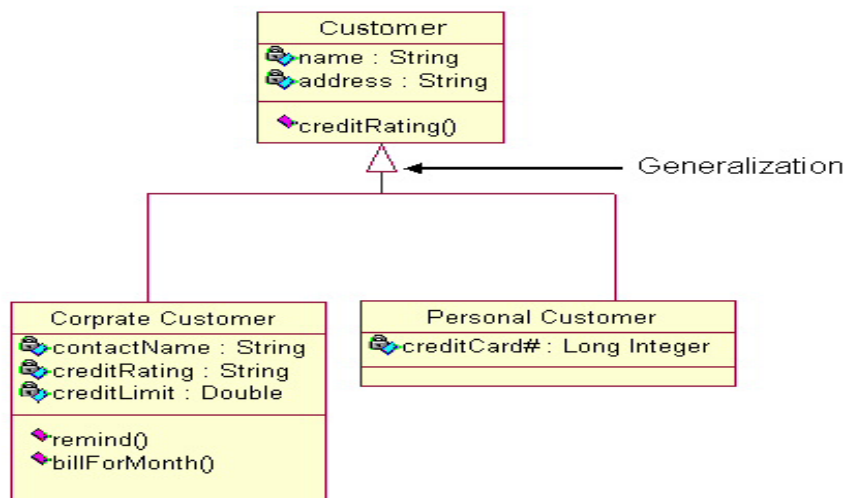 Customer
name : String
address : String
creditRating()
Generalization
Corprate Customer
contactName : String
creditRating : String
creditLimit : Double
remind()
billForMonth()
Personal Customer
creditCard# : Long Integer